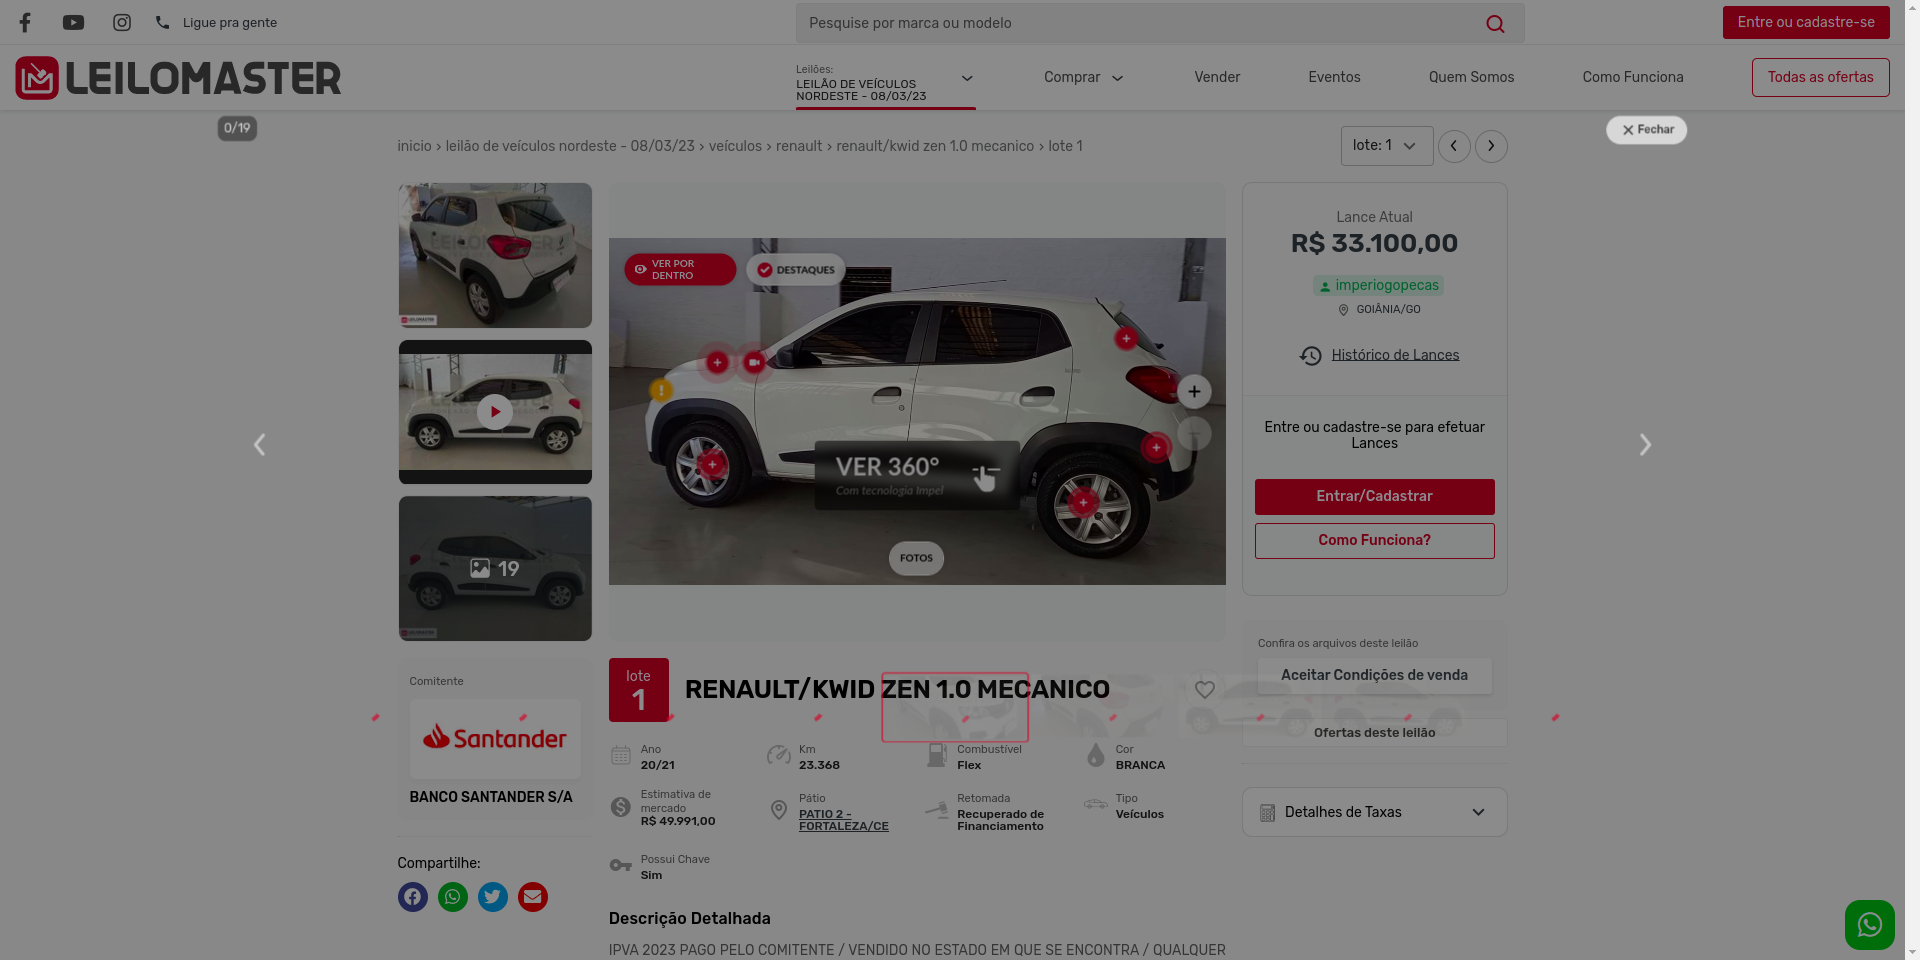 Ligue pra gente
Pesquise por marca ou modelo
Entre ou cadastre-se
LEILOMASTER
Leilões:
LEILÃO DE VEÍCULOS
NORDESTE - 08/03/23
Comprar
Vender
Eventos
Quem Somos
Como Funciona
Todas as ofertas
0/19
Fechar
inicio › leilão de veículos nordeste - 08/03/23 › veículos › renault › renault/kwid zen 1.0 mecanico › lote 1
lote: 1
LEILOMASTER
LEILOMASTER
19
LEILOMASTER
VER POR
DENTRO
DESTAQUES
VER 360°
Com tecnologia Impel
FOTOS
Lance Atual
R$ 33.100,00
imperiogopecas
GOIÂNIA/GO
Histórico de Lances
Entre ou cadastre-se para efetuar
Lances
Entrar/Cadastrar
Como Funciona?
Confira os arquivos deste leilão
Aceitar Condições de venda
Ofertas deste leilão
Detalhes de Taxas
Comitente
Santander
BANCO SANTANDER S/A
Compartilhe:
lote
1
RENAULT/KWID ZEN 1.0 MECANICO
Ano
20/21
Km
23.368
Combustível
Flex
Cor
BRANCA
Estimativa de
mercado
R$ 49.991,00
Pátio
PATIO 2 -
FORTALEZA/CE
Retomada
Recuperado de
Financiamento
Tipo
Veículos
Possui Chave
Sim
Descrição Detalhada
IPVA 2023 PAGO PELO COMITENTE / VENDIDO NO ESTADO EM QUE SE ENCONTRA / QUALQUER